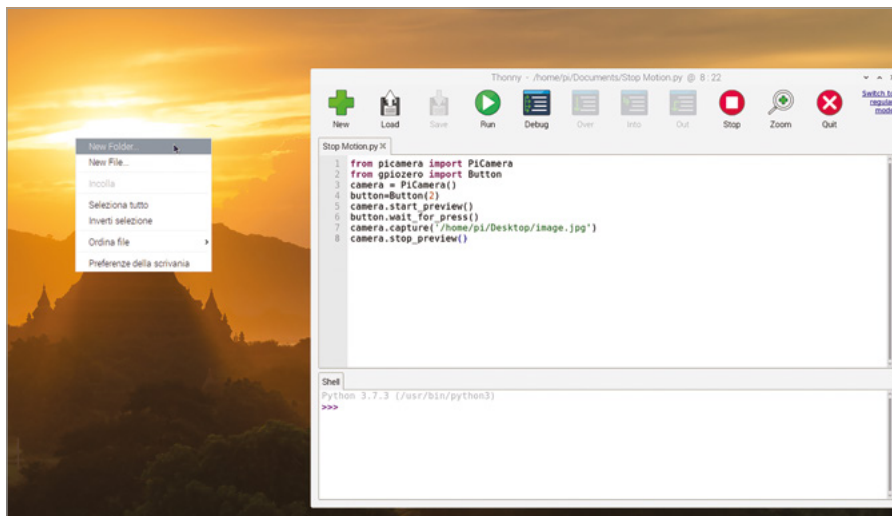 Thonny - /home/pi/Documents/Stop Motion.py @ 8:22
New Load Save Run Debug Over Into Out Stop Zoom Quit
Switch to
regular
mode
New Folder...
New File...
Incolla
Seleziona tutto
Inverti selezione
Ordina file
Preferenze della scrivania
Stop Motion.py
1 from picamera import PiCamera
2 from gpiozero import Button
3 camera = PiCamera()
4 button=Button(2)
5 camera.start_preview()
6 button.wait_for_press()
7 camera.capture('/home/pi/Desktop/image.jpg')
8 camera.stop_preview()
Shell
Python 3.7.3 (/usr/bin/python3)
>>>